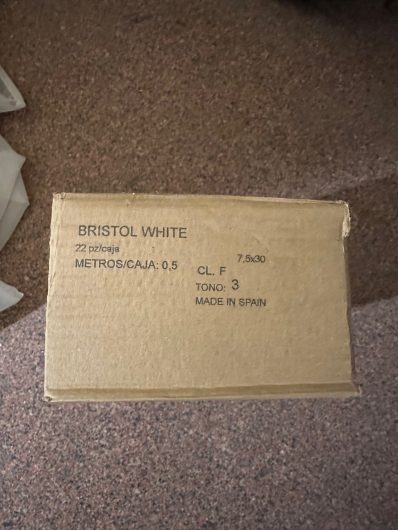 BRISTOL WHITE
22 pz/caja
7,5x30
METROS/CAJA: 0,5
CL. F
TONO: 3
MADE IN SPAIN